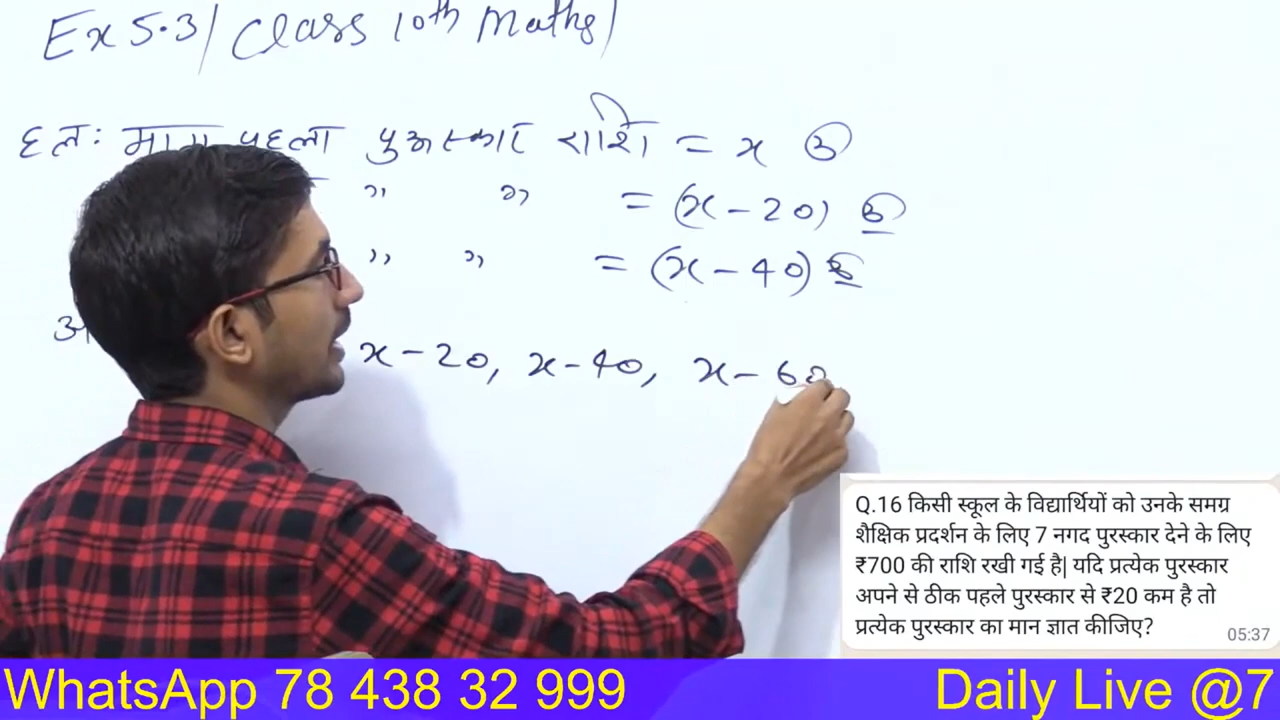 Ex 5.3/ Class 10th Maths/
हल: माना पहला पुरस्कार राशि = x रु
" " = (x - 20) रु
" " = (x - 40) रु
x - 20, x - 40, x - 60
Q.16 किसी स्कूल के विद्यार्थियों को उनके समग्र
शैक्षिक प्रदर्शन के लिए 7 नगद पुरस्कार देने के लिए
₹700 की राशि रखी गई है| यदि प्रत्येक पुरस्कार
अपने से ठीक पहले पुरस्कार से ₹20 कम है तो
प्रत्येक पुरस्कार का मान ज्ञात कीजिए?
05:37
WhatsApp 78 438 32 999
Daily Live @7